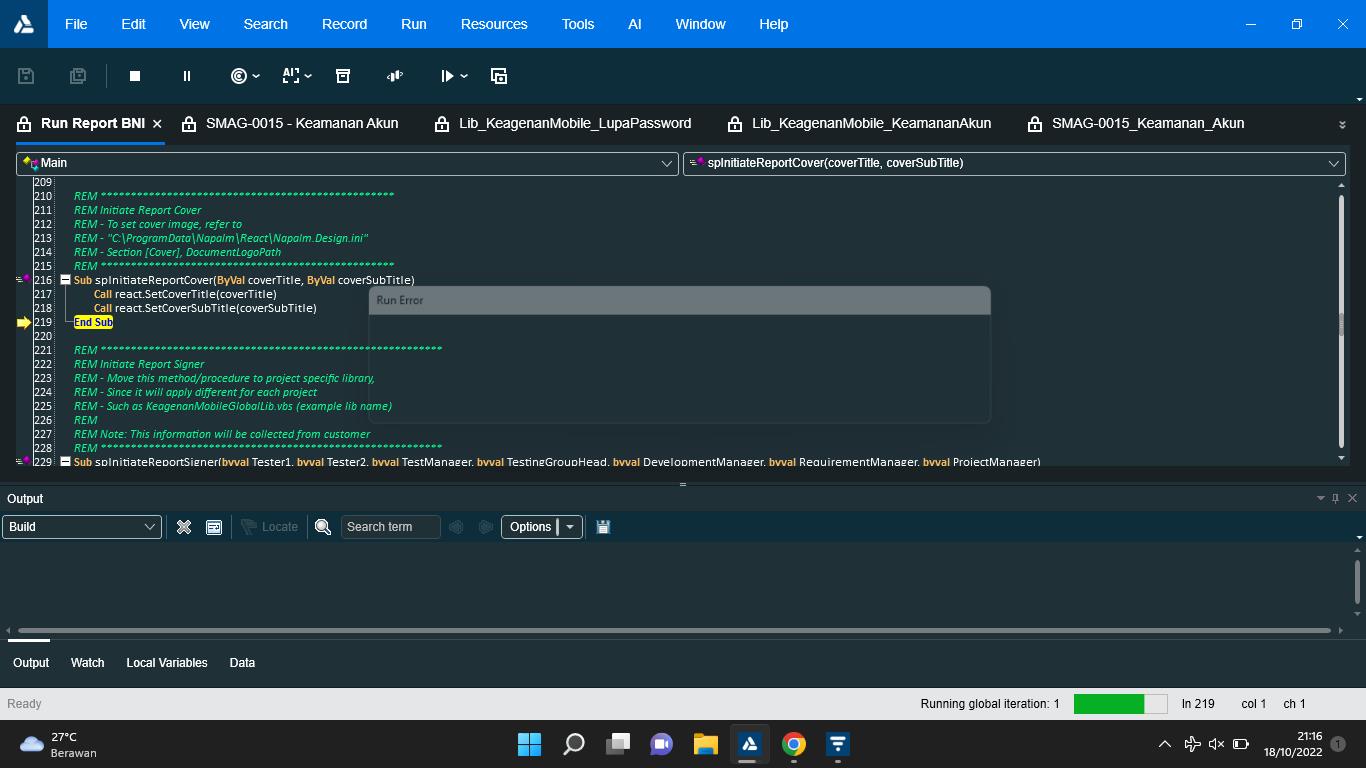 File Edit View Search Record Run Resources Tools AI Window Help
AI
Run Report BNI SMAG-0015 - Keamanan Akun Lib_KeagenanMobile_LupaPassword Lib_KeagenanMobile_KeamananAkun SMAG-0015_Keamanan_Akun
Main spInitiateReportCover(coverTitle, coverSubTitle)
209
210 REM *************************************************
211 REM Initiate Report Cover
212 REM - To set cover image, refer to
213 REM - "C:\ProgramData\Napalm\React\Napalm.Design.ini"
214 REM - Section [Cover], DocumentLogoPath
215 REM *************************************************
216 Sub spInitiateReportCover(ByVal coverTitle, ByVal coverSubTitle)
217 Call react.SetCoverTitle(coverTitle)
218 Call react.SetCoverSubTitle(coverSubTitle)
219 End Sub
220
221 REM *********************************************************
222 REM Initiate Report Signer
223 REM - Move this method/procedure to project specific library,
224 REM - Since it will apply different for each project
225 REM - Such as KeagenanMobileGlobalLib.vbs (example lib name)
226 REM
227 REM Note: This information will be collected from customer
228 REM *********************************************************
229 Sub spInitiateReportSigner(byval Tester1, byval Tester2, byval TestManager, byval TestingGroupHead, byval DevelopmentManager, byval RequirementManager, byval ProjectManager)
Run Error
Output
Build Locate Search term Options
Output Watch Local Variables Data
Ready Running global iteration: 1 ln 219 col 1 ch 1
27°C
Berawan
21:16
18/10/2022
1